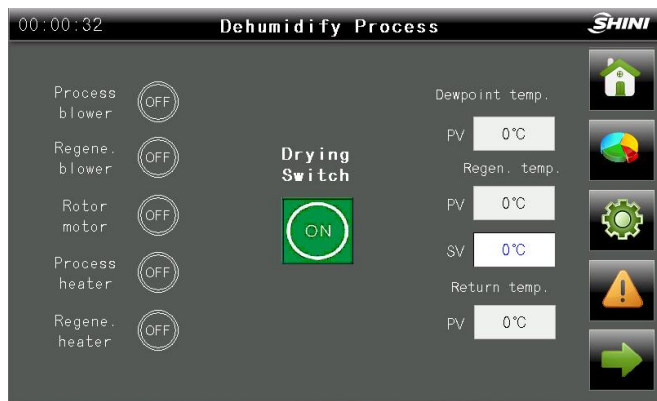 00:00:32 Dehumidify Process SHINI
Process
blower OFF
Regene.
blower OFF
Rotor
motor OFF
Process
heater OFF
Regene.
heater OFF
Drying
Switch
ON
Dewpoint temp.
PV 0℃
Regen. temp.
PV 0℃
SV 0℃
Return temp.
PV 0℃